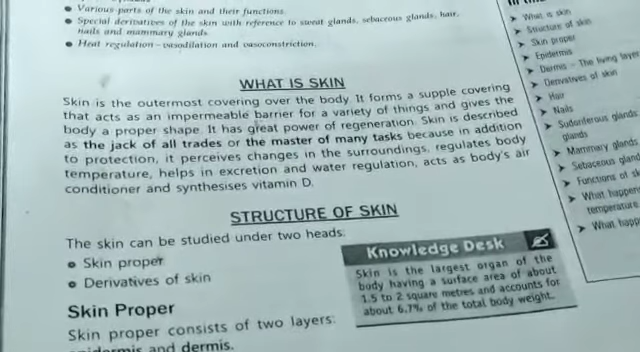 Various parts of the skin and their functions.
Special derivatives of the skin with reference to sweat glands, sebaceous glands, hair,
nails and mammary glands.
Heat regulation – vasodilation and vasoconstriction.
WHAT IS SKIN
Skin is the outermost covering over the body. It forms a supple covering
that acts as an impermeable barrier for a variety of things and gives the
body a proper shape. It has great power of regeneration. Skin is described
as the jack of all trades or the master of many tasks because in addition
to protection, it perceives changes in the surroundings, regulates body
temperature, helps in excretion and water regulation, acts as body's air
conditioner and synthesises vitamin D.
STRUCTURE OF SKIN
The skin can be studied under two heads:
Skin proper
Derivatives of skin
Skin Proper
Skin proper consists of two layers:
epidermis and dermis.
Knowledge Desk
Skin is the largest organ of the
body having a surface area of about
1.5 to 2 square metres and accounts for
about 6.7% of the total body weight.
What is skin
Structure of skin
Skin proper
Epidermis
Dermis – The living layer
Derivatives of skin
Hair
Nails
Sudoriferous glands
glands
Mammary glands
Sebaceous
Functions of
What
temperature
What